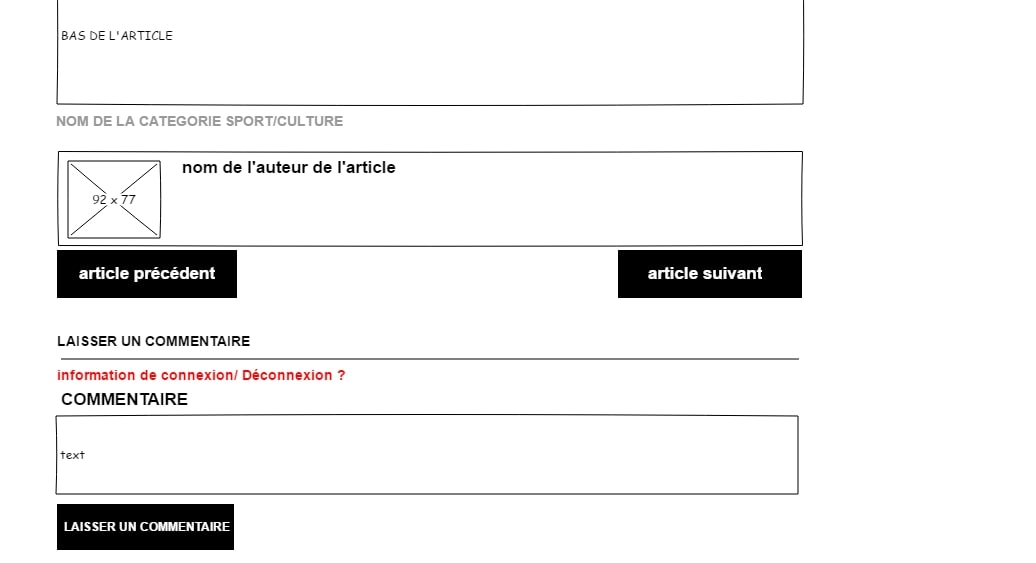 BAS DE L'ARTICLE
NOM DE LA CATEGORIE SPORT/CULTURE
nom de l'auteur de l'article
92 x 77
article précédent
article suivant
LAISSER UN COMMENTAIRE
information de connexion/ Déconnexion ?
COMMENTAIRE
text
LAISSER UN COMMENTAIRE